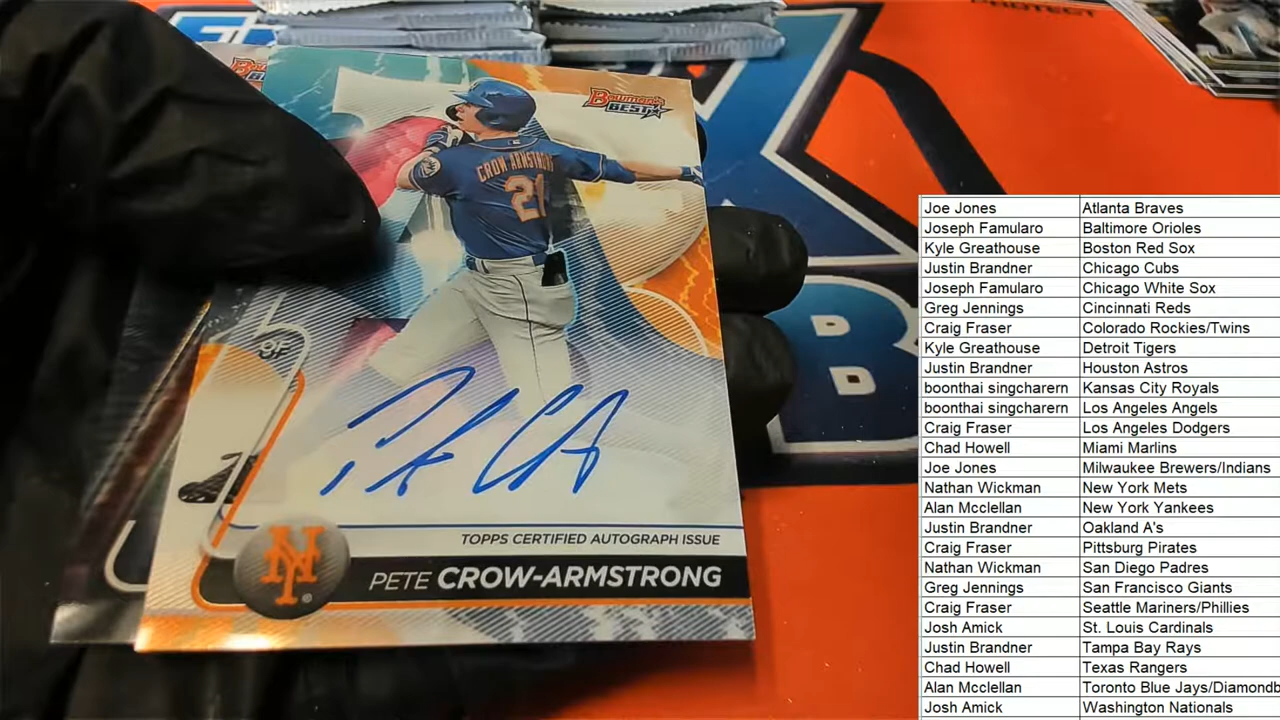 PROTECT
BOWMAN'S
BEST
CROW-ARMSTRONG
21
OF
TOPPS CERTIFIED AUTOGRAPH ISSUE
PETE CROW-ARMSTRONG
NY
Joe Jones Atlanta Braves
Joseph Famularo Baltimore Orioles
Kyle Greathouse Boston Red Sox
Justin Brandner Chicago Cubs
Joseph Famularo Chicago White Sox
Greg Jennings Cincinnati Reds
Craig Fraser Colorado Rockies/Twins
Kyle Greathouse Detroit Tigers
Justin Brandner Houston Astros
boonthai singcharern Kansas City Royals
boonthai singcharern Los Angeles Angels
Craig Fraser Los Angeles Dodgers
Chad Howell Miami Marlins
Joe Jones Milwaukee Brewers/Indians
Nathan Wickman New York Mets
Alan Mcclellan New York Yankees
Justin Brandner Oakland A's
Craig Fraser Pittsburg Pirates
Nathan Wickman San Diego Padres
Greg Jennings San Francisco Giants
Craig Fraser Seattle Mariners/Phillies
Josh Amick St. Louis Cardinals
Justin Brandner Tampa Bay Rays
Chad Howell Texas Rangers
Alan Mcclellan Toronto Blue Jays/Diamondb
Josh Amick Washington Nationals